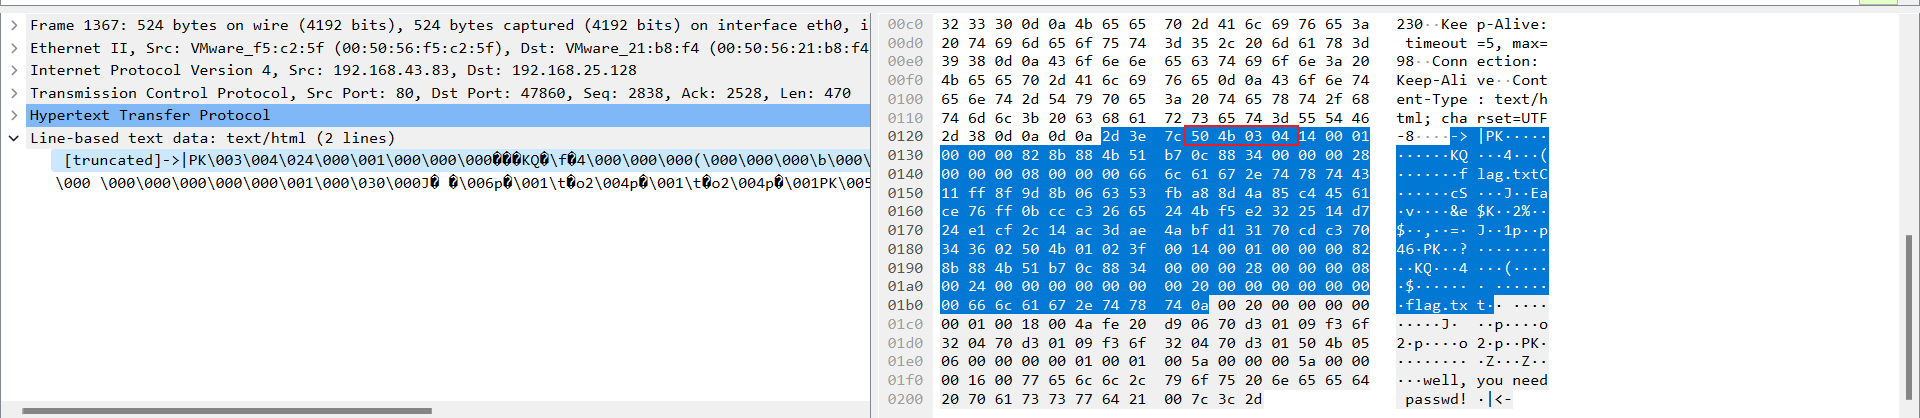 Frame 1367: 524 bytes on wire (4192 bits), 524 bytes captured (4192 bits) on interface eth0, i
Ethernet II, Src: VMware_f5:c2:5f (00:50:56:f5:c2:5f), Dst: VMware_21:b8:f4 (00:50:56:21:b8:f4
Internet Protocol Version 4, Src: 192.168.43.83, Dst: 192.168.25.128
Transmission Control Protocol, Src Port: 80, Dst Port: 47860, Seq: 2838, Ack: 2528, Len: 470
Hypertext Transfer Protocol
Line-based text data: text/html (2 lines)
[truncated]->|PK\003\004\024\000\001\000\000\000���KQ�\f�4\000\000\000(\000\000\000\b\000\
\000 \000\000\000\000\000\000\001\000\030\000J� �\006p�\001\t�o2\004p�\001\t�o2\004p�\001PK\005
00c0 32 33 30 0d 0a 4b 65 65 70 2d 41 6c 69 76 65 3a 230··Kee p-Alive:
00d0 20 74 69 6d 65 6f 75 74 3d 35 2c 20 6d 61 78 3d timeout =5, max=
00e0 39 38 0d 0a 43 6f 6e 6e 65 63 74 69 6f 6e 3a 20 98··Conn ection:
00f0 4b 65 65 70 2d 41 6c 69 76 65 0d 0a 43 6f 6e 74 Keep-Ali ve··Cont
0100 65 6e 74 2d 54 79 70 65 3a 20 74 65 78 74 2f 68 ent-Type : text/h
0110 74 6d 6c 3b 20 63 68 61 72 73 65 74 3d 55 54 46 tml; cha rset=UTF
0120 2d 38 0d 0a 0d 0a 2d 3e 7c 50 4b 03 04 14 00 01 -8····-> |PK·····
0130 00 00 00 82 8b 88 4b 51 b7 0c 88 34 00 00 00 28 ······KQ ···4···(
0140 00 00 00 08 00 00 00 66 6c 61 67 2e 74 78 74 43 ·······f lag.txtC
0150 11 ff 8f 9d 8b 06 63 53 fb a8 8d 4a 85 c4 45 61 ······cS ···J··Ea
0160 ce 76 ff 0b cc c3 26 65 24 4b f5 e2 32 25 14 d7 ·v····&e $K··2%··
0170 24 e1 cf 2c 14 ac 3d ae 4a bf d1 31 70 cd c3 70 $··,··=· J··1p··p
0180 34 36 02 50 4b 01 02 3f 00 14 00 01 00 00 00 82 46·PK··? ········
0190 8b 88 4b 51 b7 0c 88 34 00 00 00 28 00 00 00 08 ··KQ···4 ···(····
01a0 00 24 00 00 00 00 00 00 00 20 00 00 00 00 00 00 ·$······ · ······
01b0 00 66 6c 61 67 2e 74 78 74 0a 00 20 00 00 00 00 ·flag.tx t·· ····
01c0 00 01 00 18 00 4a fe 20 d9 06 70 d3 01 09 f3 6f ·····J· ··p····o
01d0 32 04 70 d3 01 09 f3 6f 32 04 70 d3 01 50 4b 05 2·p····o 2·p··PK·
01e0 06 00 00 00 00 01 00 01 00 5a 00 00 00 5a 00 00 ········ ·Z···Z··
01f0 00 16 00 77 65 6c 6c 2c 79 6f 75 20 6e 65 65 64 ···well, you need
0200 20 70 61 73 73 77 64 21 00 7c 3c 2d passwd! ·|<-